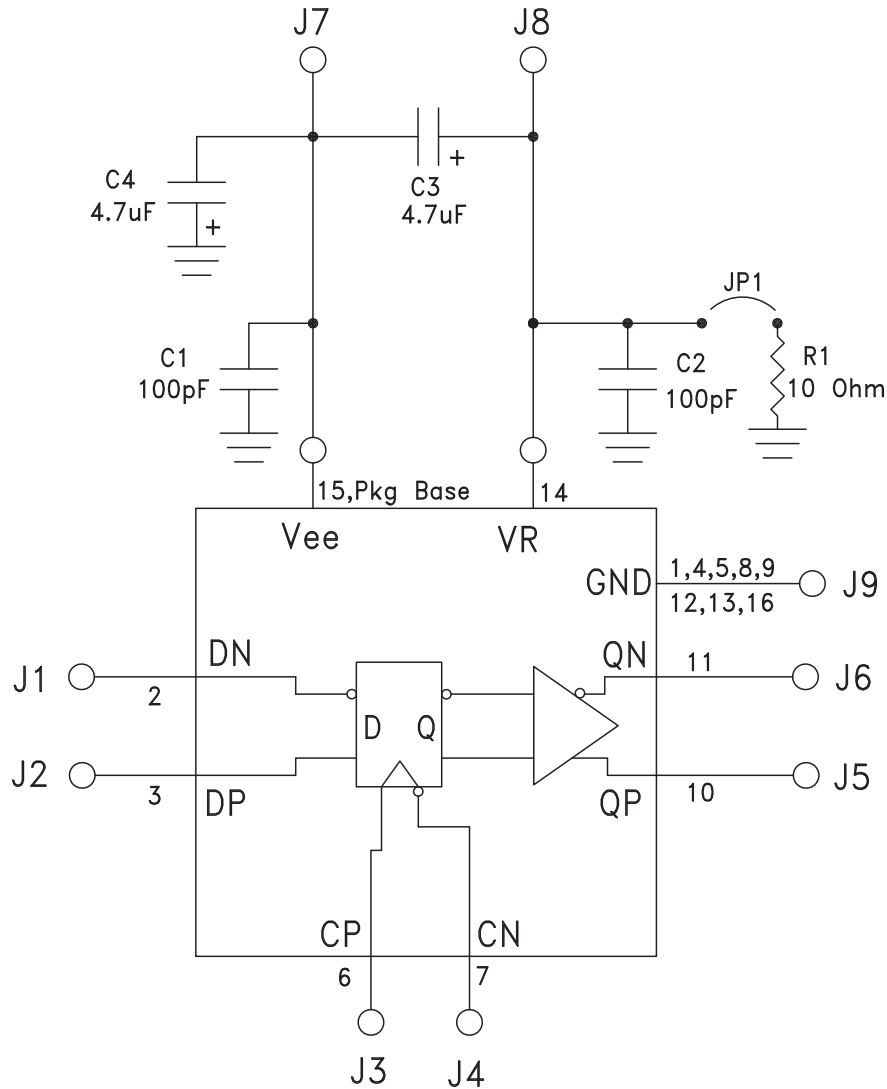 J7
J8
C4
4.7uF
+
C3
4.7uF
+
JP1
C1
100pF
C2
100pF
R1
10 Ohm
15,Pkg Base
14
Vee
VR
GND
1,4,5,8,9
12,13,16
J9
J1
2
DN
QN
11
J6
D
Q
J2
3
DP
QP
10
J5
CP
CN
6
7
J3
J4